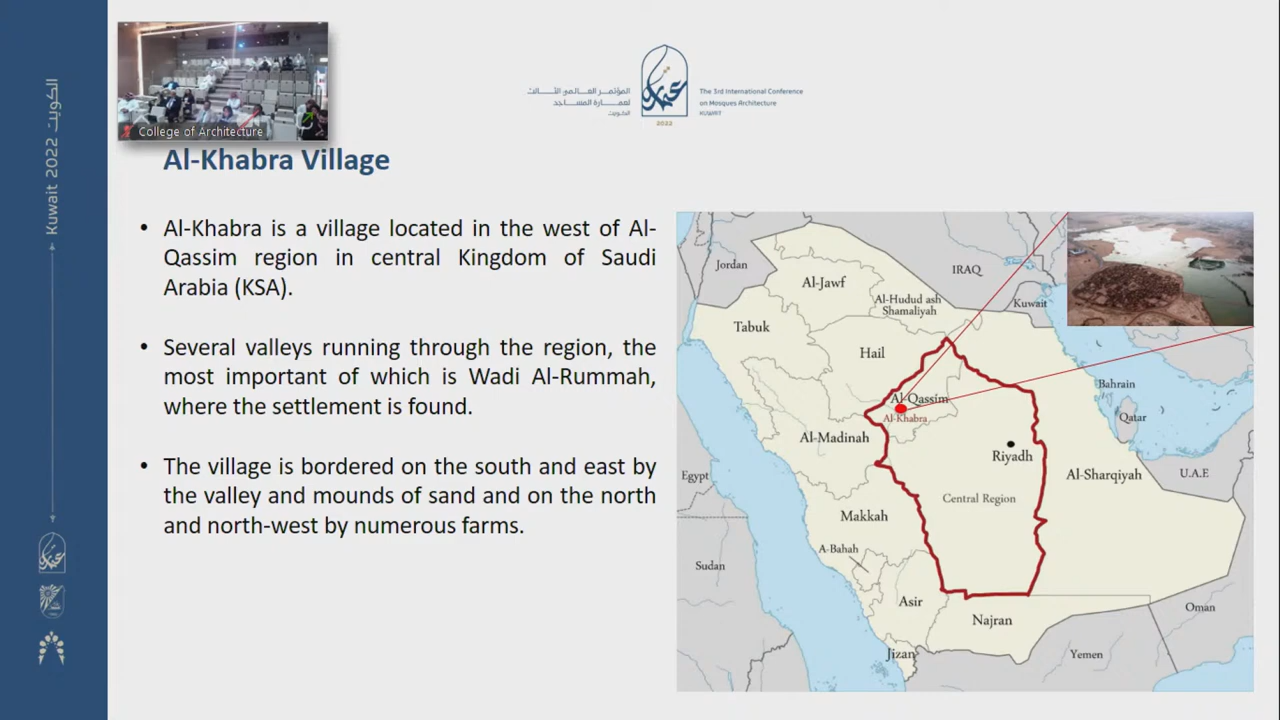 الكويت Kuwait 2022
College of Architecture
المؤتمر العالمي الثالث
لعمارة المساجد
الكويت
2022
The 3rd International Conference
on Mosques Architecture
KUWAIT
Al-Khabra Village
• Al-Khabra is a village located in the west of Al-
Qassim region in central Kingdom of Saudi
Arabia (KSA).
• Several valleys running through the region, the
most important of which is Wadi Al-Rummah,
where the settlement is found.
• The village is bordered on the south and east by
the valley and mounds of sand and on the north
and north-west by numerous farms.
Jordan
IRAQ
Al-Jawf
Al-Hudud ash
Shamaliyah
Kuwait
Tabuk
Hail
Bahrain
Al-Qassim
Al-Khabra
Qatar
Al-Madinah
Riyadh
Egypt
Al-Sharqiyah
U.A.E
Central Region
Makkah
A-Bahah
Sudan
Asir
Oman
Najran
Jizan
Yemen